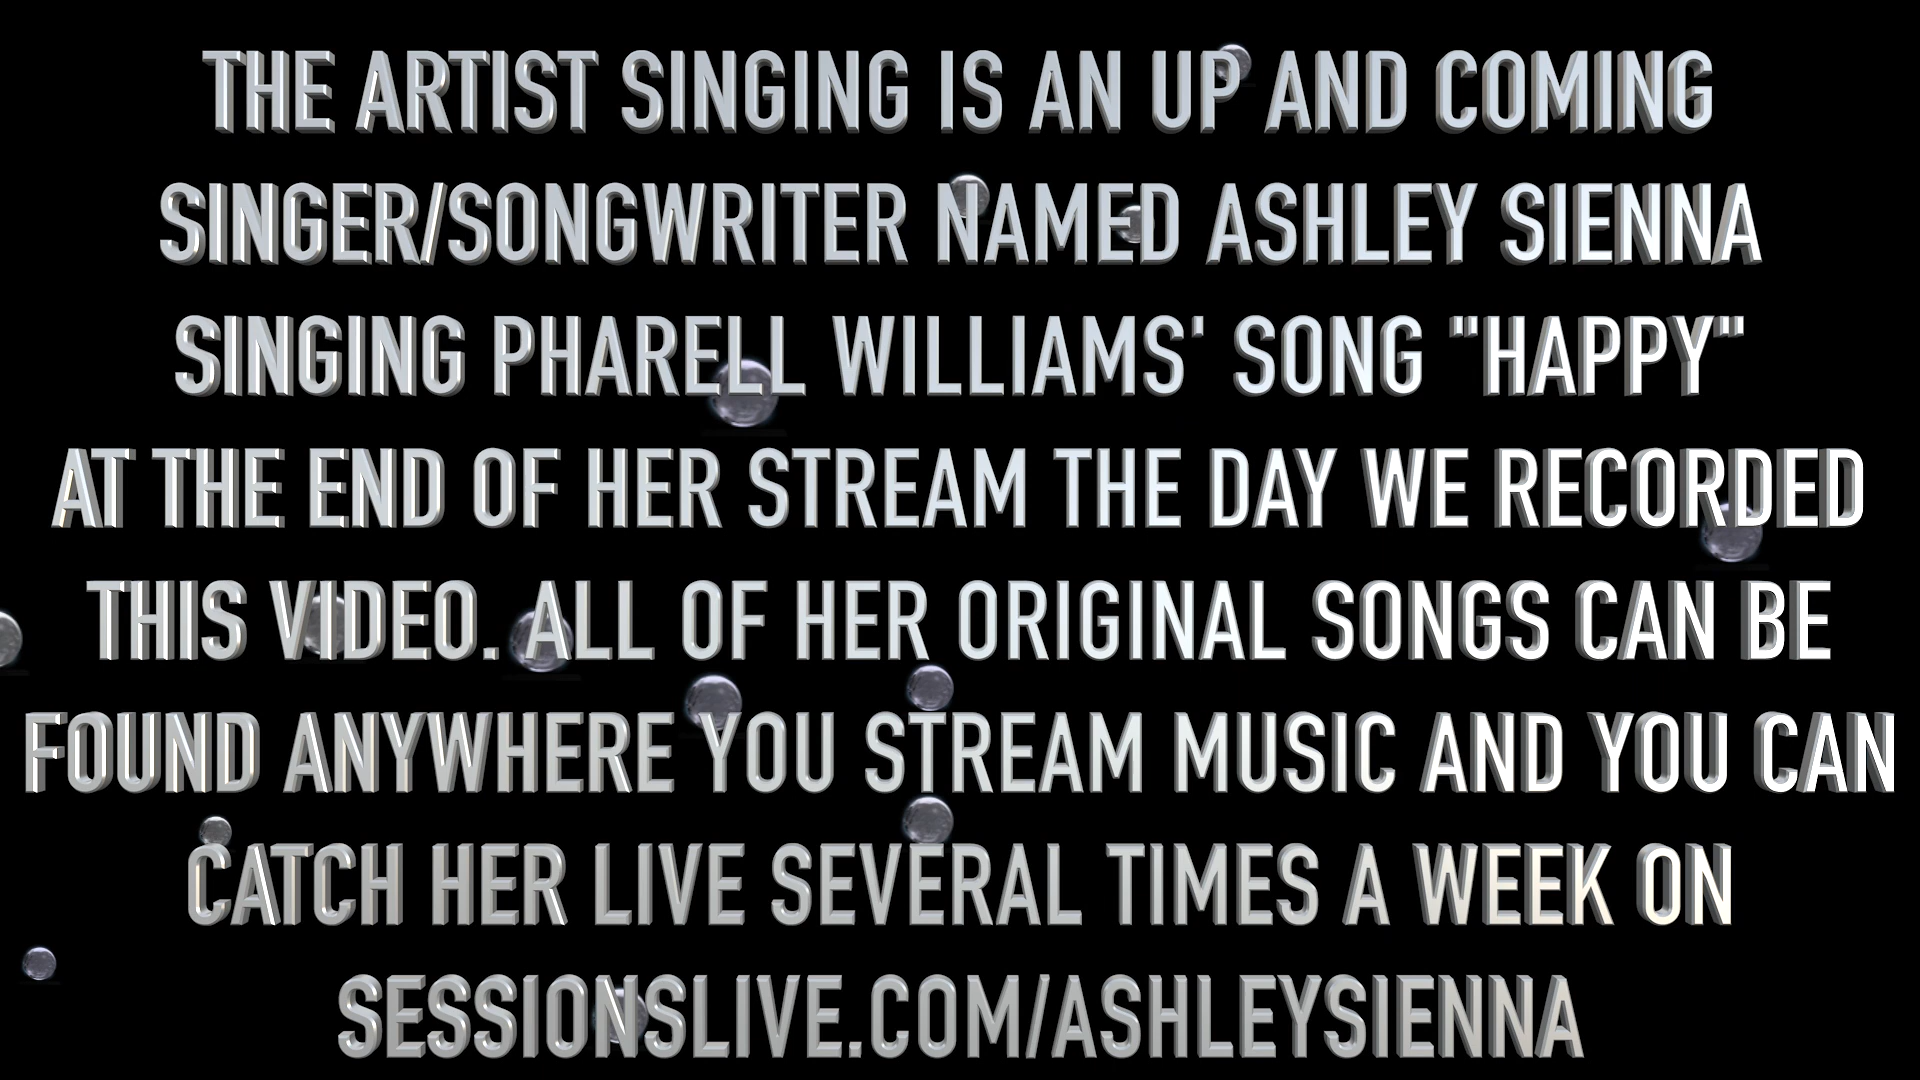 THE ARTIST SINGING IS AN UP AND COMING
SINGER/SONGWRITER NAMED ASHLEY SIENNA
SINGING PHARELL WILLIAMS' SONG "HAPPY"
AT THE END OF HER STREAM THE DAY WE RECORDED
THIS VIDEO. ALL OF HER ORIGINAL SONGS CAN BE
FOUND ANYWHERE YOU STREAM MUSIC AND YOU CAN
CATCH HER LIVE SEVERAL TIMES A WEEK ON
SESSIONSLIVE.COM/ASHLEYSIENNA